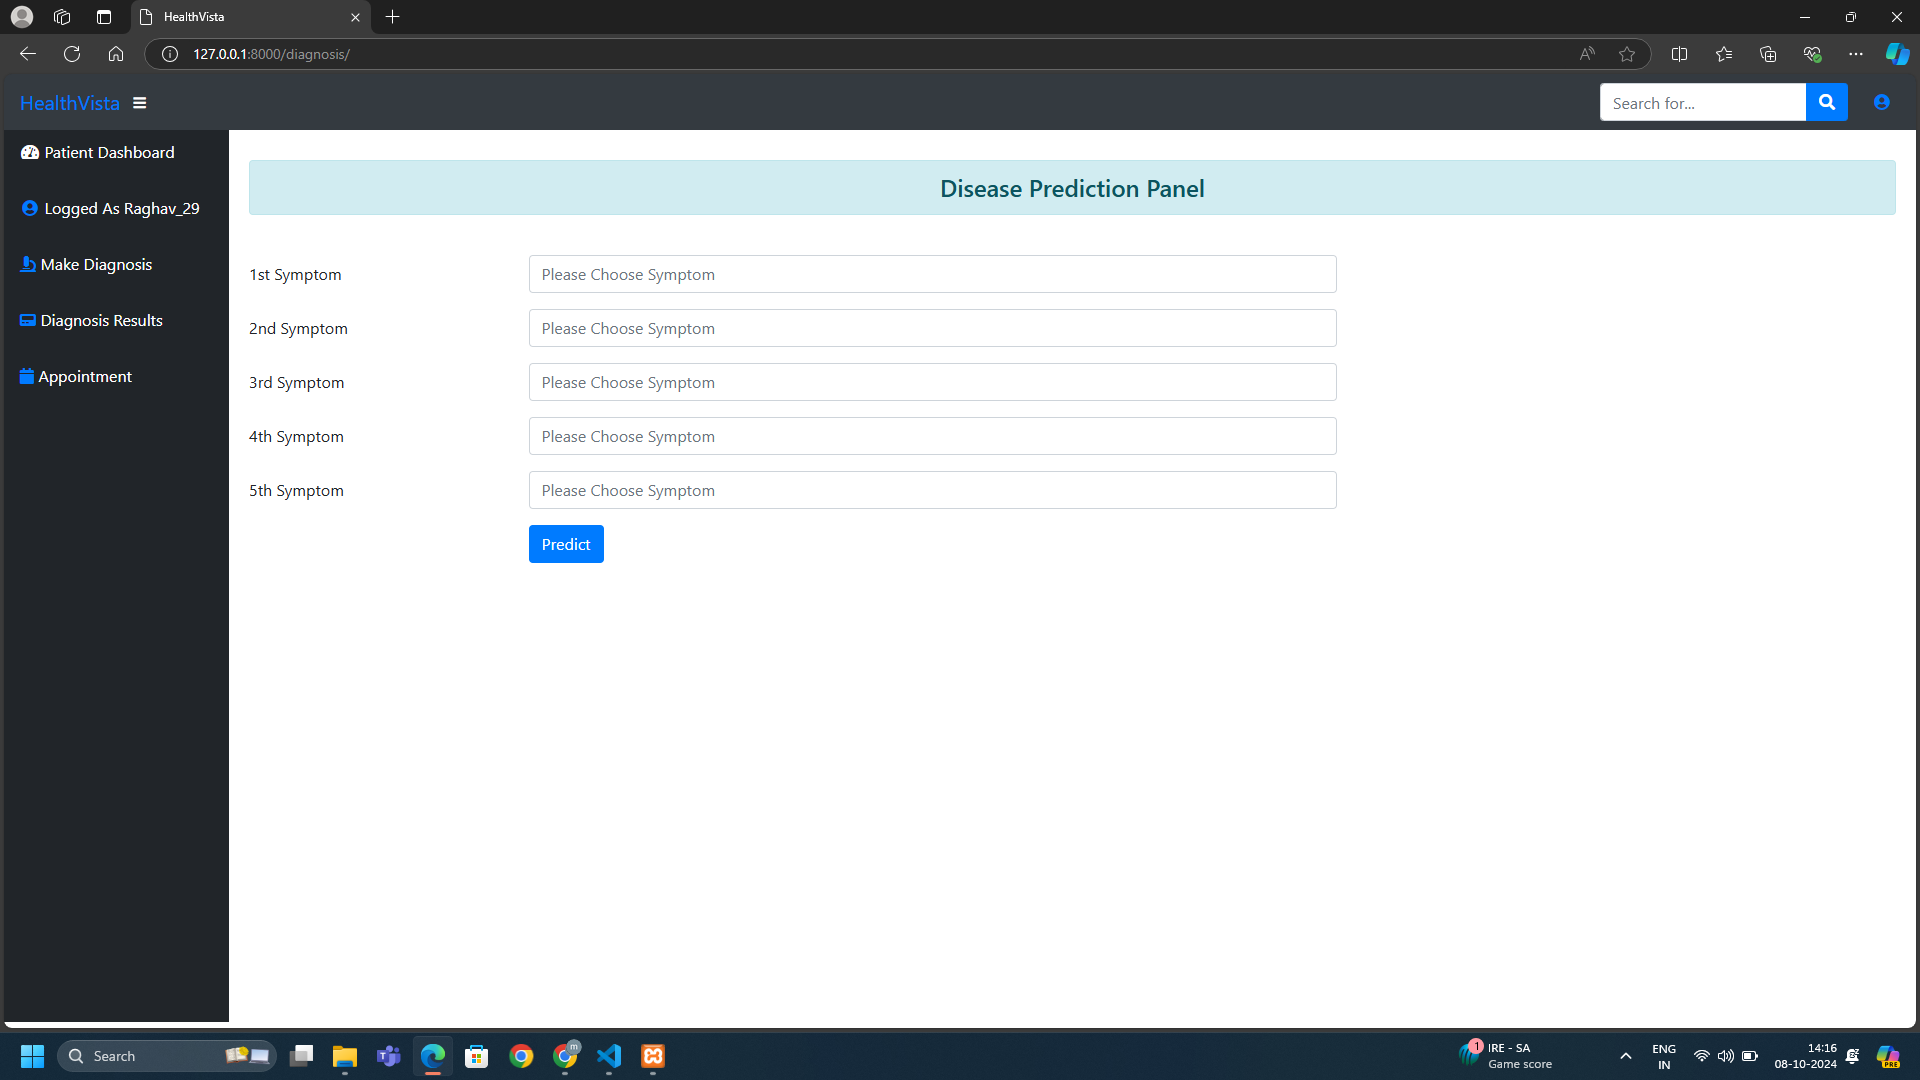 HealthVista
127.0.0.1:8000/diagnosis/
HealthVista
Search for...
Patient Dashboard
Logged As Raghav_29
Make Diagnosis
Diagnosis Results
Appointment
Disease Prediction Panel
1st Symptom
Please Choose Symptom
2nd Symptom
Please Choose Symptom
3rd Symptom
Please Choose Symptom
4th Symptom
Please Choose Symptom
5th Symptom
Please Choose Symptom
Predict
Search
m
1
IRE - SA
Game score
ENG
IN
14:16
08-10-2024
PRE